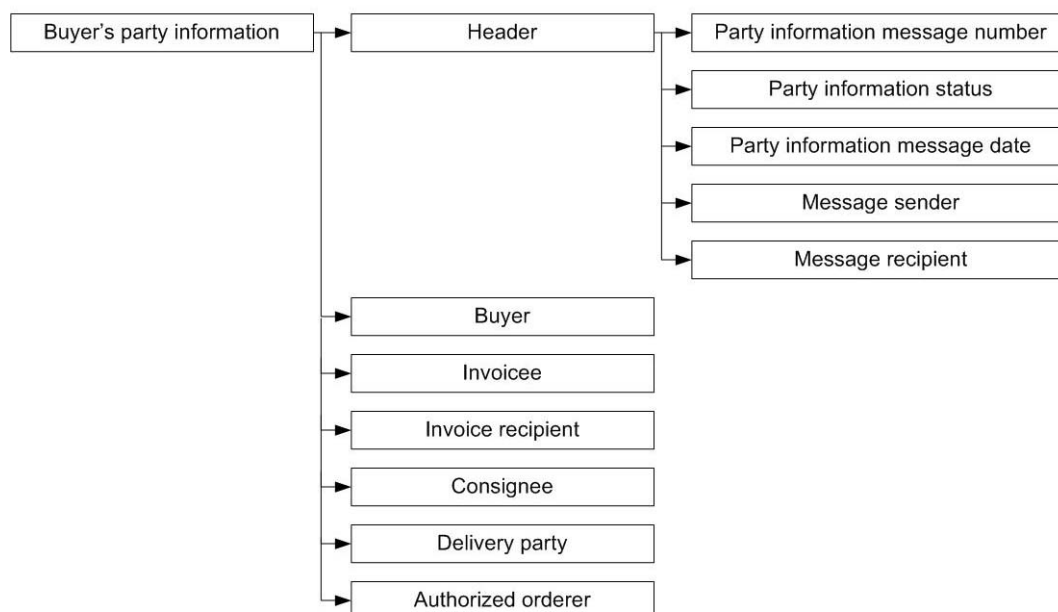 Buyer’s party information
Header
Party information message number
Party information status
Party information message date
Message sender
Message recipient
Buyer
Invoicee
Invoice recipient
Consignee
Delivery party
Authorized orderer